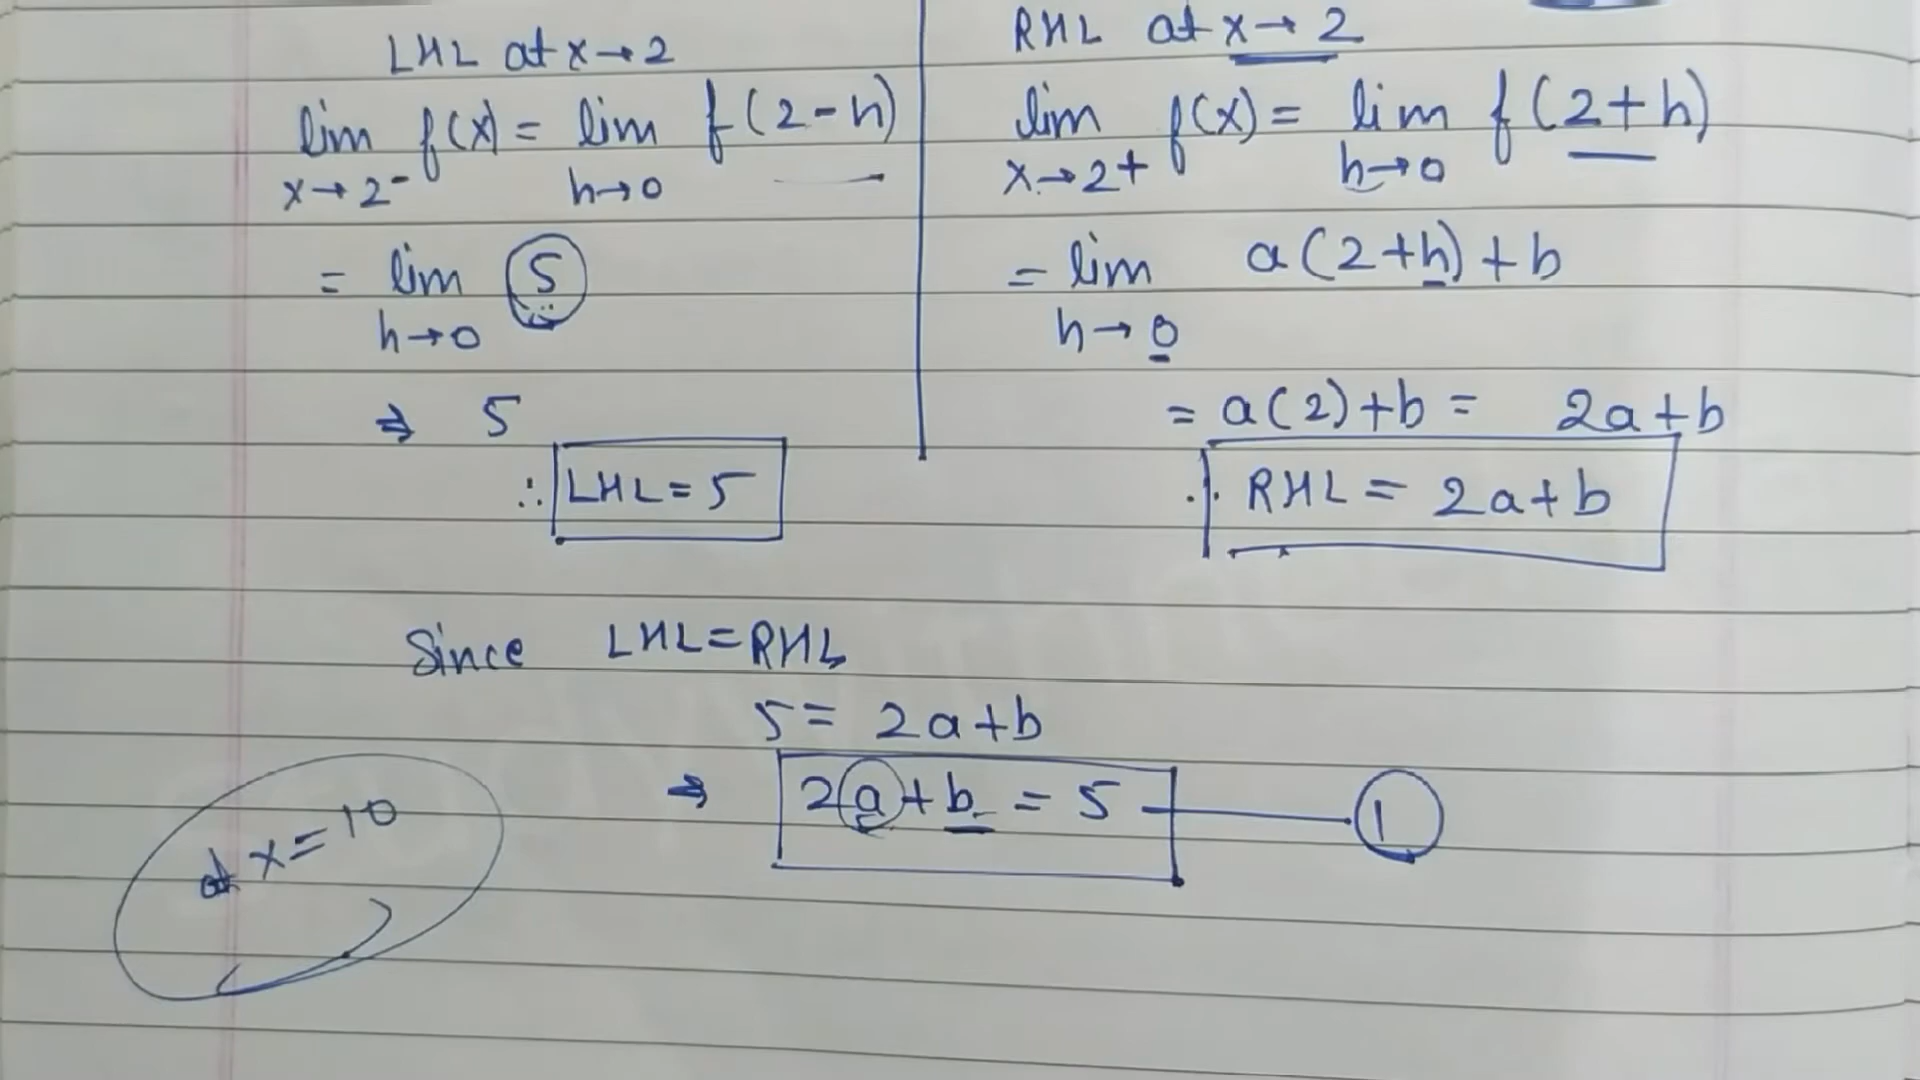 LHL at x→2
lim f(x) = lim f(2-h)
x→2- h→0
= lim 5
h→0
⇒ 5
∴ LHL = 5
RHL at x→2
lim f(x) = lim f(2+h)
x→2+ h→0
= lim a(2+h)+b
h→0
= a(2)+b = 2a+b
∴ RHL = 2a+b
Since LHL=RHL
5 = 2a+b
⇒ 2a+b = 5 — 1
at x=10